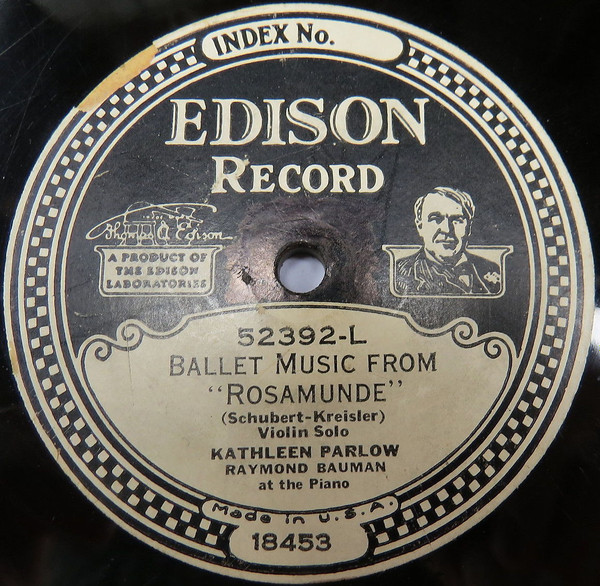 INDEX No.
EDISON
RECORD
Thomas A Edison
A PRODUCT OF
THE EDISON
LABORATORIES
52392-L
BALLET MUSIC FROM
"ROSAMUNDE"
(Schubert-Kreisler)
Violin Solo
KATHLEEN PARLOW
RAYMOND BAUMAN
at the Piano
Made in U.S.A.
18453